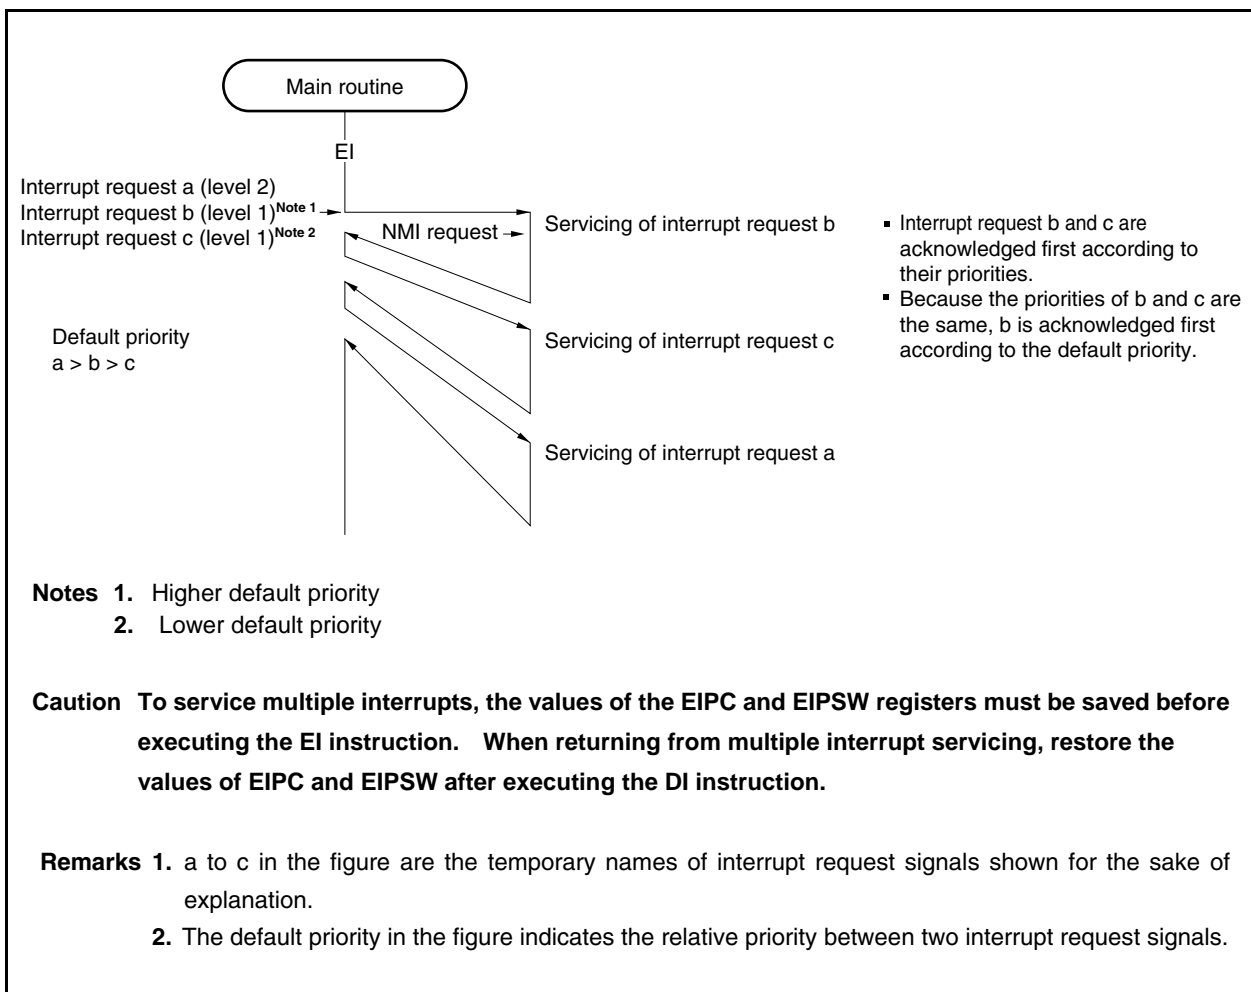 Main routine
EI
Interrupt request a (level 2)
Interrupt request b (level 1)Note 1
Interrupt request c (level 1)Note 2
NMI request
Servicing of interrupt request b
▪ Interrupt request b and c are
acknowledged first according to
their priorities.
▪ Because the priorities of b and c are
the same, b is acknowledged first
according to the default priority.
Default priority
a > b > c
Servicing of interrupt request c
Servicing of interrupt request a
Notes 1. Higher default priority
2. Lower default priority
Caution To service multiple interrupts, the values of the EIPC and EIPSW registers must be saved before
executing the EI instruction. When returning from multiple interrupt servicing, restore the
values of EIPC and EIPSW after executing the DI instruction.
Remarks 1. a to c in the figure are the temporary names of interrupt request signals shown for the sake of
explanation.
2. The default priority in the figure indicates the relative priority between two interrupt request signals.